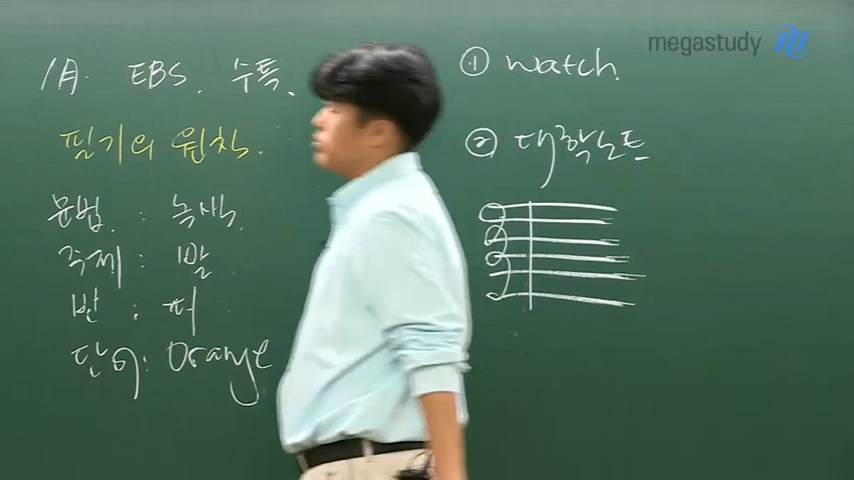 1月. EBS. 수특.
필기의 원칙.
문법. : 녹색.
주제 : 빨
반 : 파
단어 : Orange
① watch.
② 대학노트
megastudy